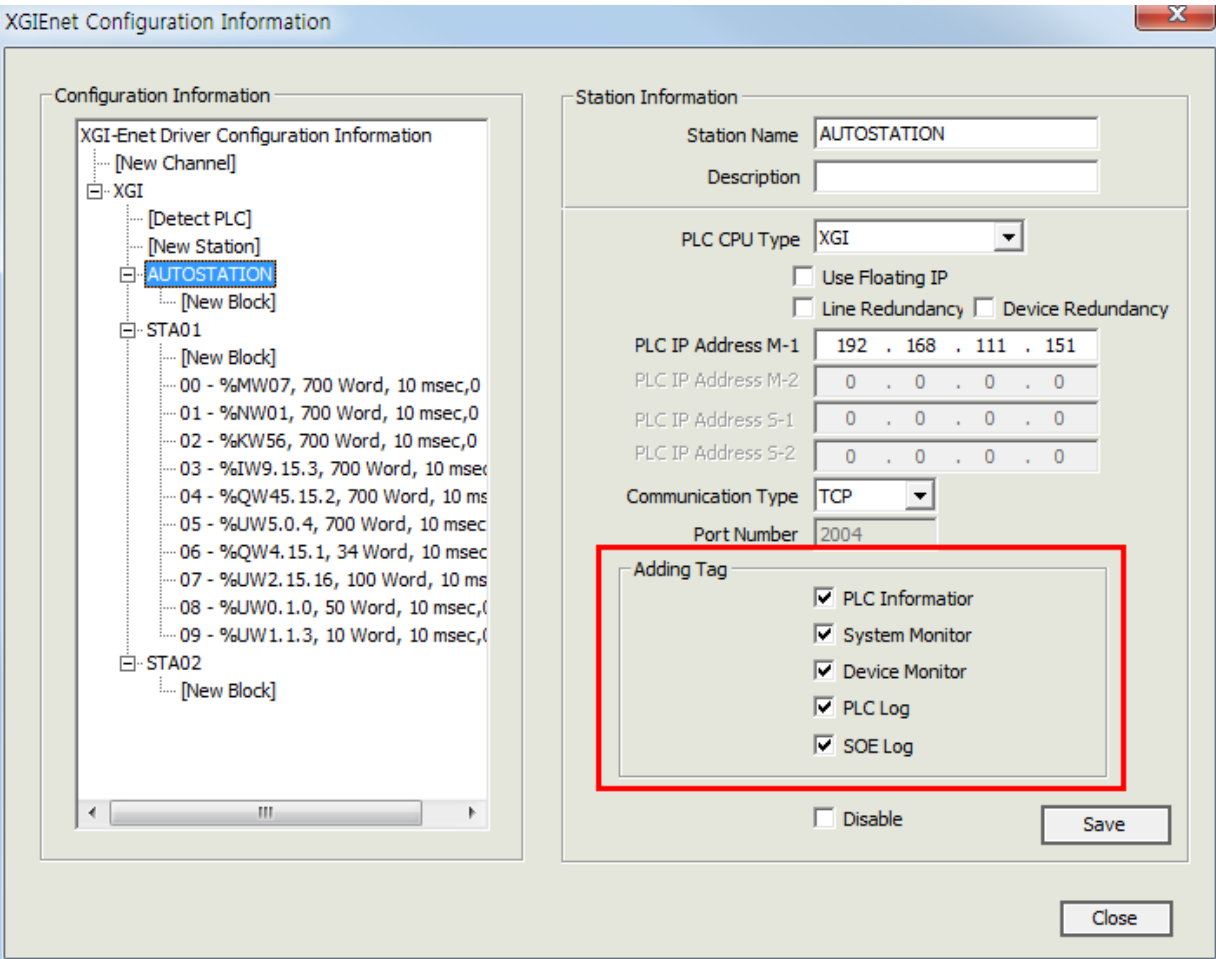 XGIEnet Configuration Information
x
Configuration Information
XGI-Enet Driver Configuration Information
[New Channel]
XGI
[Detect PLC]
[New Station]
AUTOSTATION
[New Block]
STA01
[New Block]
00 - %MW07, 700 Word, 10 msec,0
01 - %NW01, 700 Word, 10 msec,0
02 - %KW56, 700 Word, 10 msec,0
03 - %IW9.15.3, 700 Word, 10 msec
04 - %QW45.15.2, 700 Word, 10 ms
05 - %UW5.0.4, 700 Word, 10 msec
06 - %QW4.15.1, 34 Word, 10 msec
07 - %UW2.15.16, 100 Word, 10 ms
08 - %UW0.1.0, 50 Word, 10 msec,0
09 - %UW1.1.3, 10 Word, 10 msec,0
STA02
[New Block]
Station Information
Station Name AUTOSTATION
Description
PLC CPU Type XGI
Use Floating IP
Line Redundancy Device Redundancy
PLC IP Address M-1 192 . 168 . 111 . 151
PLC IP Address M-2 0 . 0 . 0 . 0
PLC IP Address S-1 0 . 0 . 0 . 0
PLC IP Address S-2 0 . 0 . 0 . 0
Communication Type TCP
Port Number 2004
Adding Tag
PLC Informatior
System Monitor
Device Monitor
PLC Log
SOE Log
Disable
Save
Close